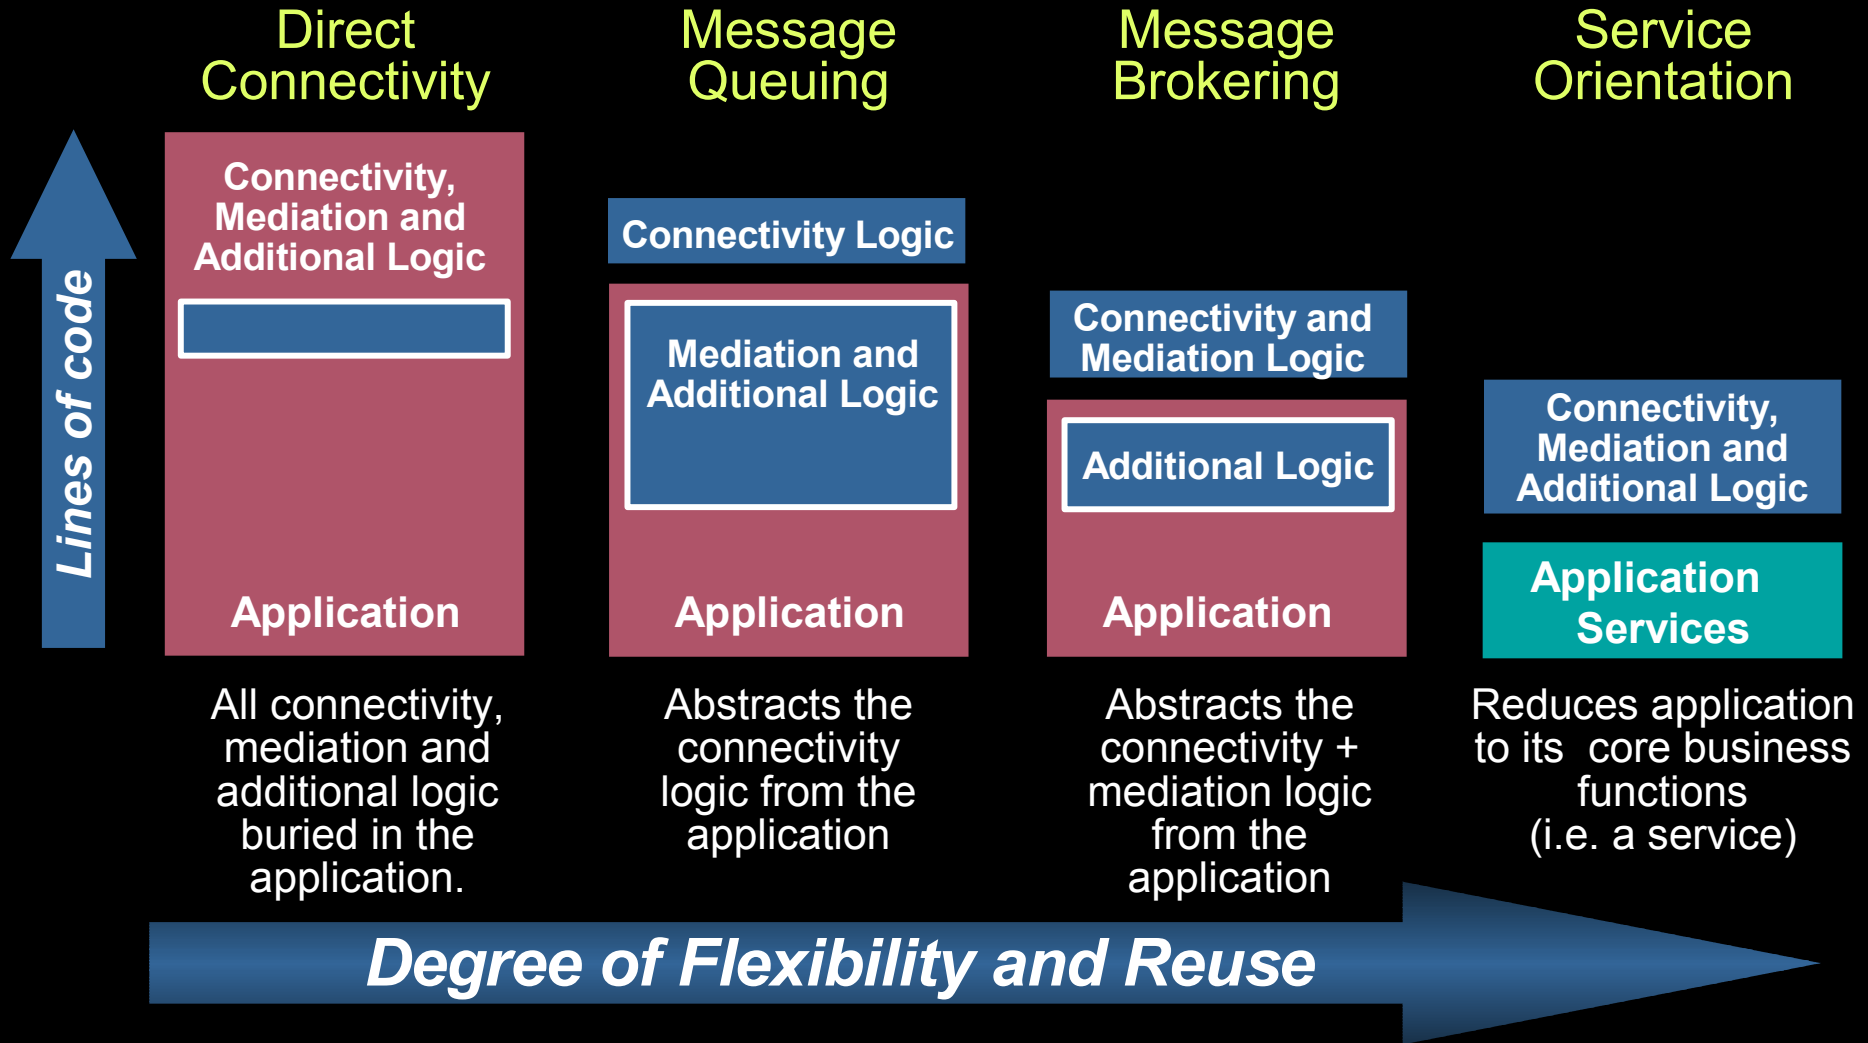 Direct
Connectivity
Message
Queuing
Message
Brokering
Service
Orientation
Lines of code
Connectivity,
Mediation and
Additional Logic
Application
Connectivity Logic
Mediation and
Additional Logic
Application
Connectivity and
Mediation Logic
Additional Logic
Application
Connectivity,
Mediation and
Additional Logic
Application
Services
All connectivity,
mediation and
additional logic
buried in the
application.
Abstracts the
connectivity
logic from the
application
Abstracts the
connectivity +
mediation logic
from the
application
Reduces application
to its core business
functions
(i.e. a service)
Degree of Flexibility and Reuse